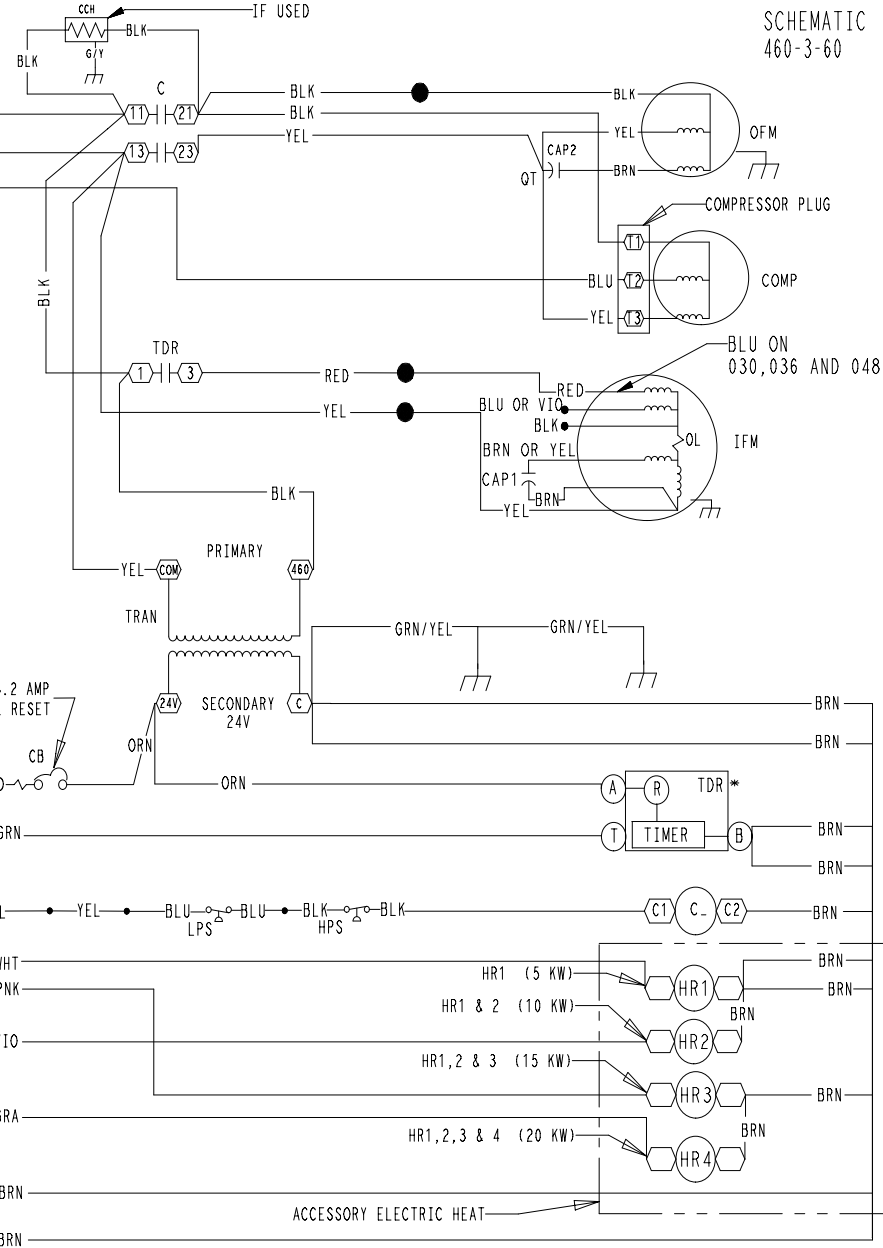 SCHEMATIC
460-3-60
CCH
IF USED
BLK
BLK
G/Y
C
11
21
BLK
BLK
BLK
13
23
YEL
YEL
CAP2
QT
BRN
OFM
COMPRESSOR PLUG
T1
BLU
T2
COMP
YEL
T3
BLK
TDR
1
3
RED
BLU ON
030,036 AND 048
RED
BLU OR VIO
YEL
BLK
OL
IFM
BRN OR YEL
CAP1
BRN
YEL
BLK
PRIMARY
YEL
COM
460
TRAN
GRN/YEL
GRN/YEL
.2 AMP
RESET
24V
SECONDARY
24V
C
BRN
ORN
BRN
CB
ORN
A
R
TDR *
GRN
T
TIMER
B
BRN
BRN
L
YEL
BLU
BLU
BLK
BLK
LPS
HPS
C1
C_
C2
BRN
WHT
BRN
HR1 (5 KW)
PNK
HR1
BRN
HR1 & 2 (10 KW)
BRN
VIO
HR2
HR1,2 & 3 (15 KW)
HR3
BRN
GRA
BRN
HR1,2,3 & 4 (20 KW)
HR4
BRN
ACCESSORY ELECTRIC HEAT
BRN